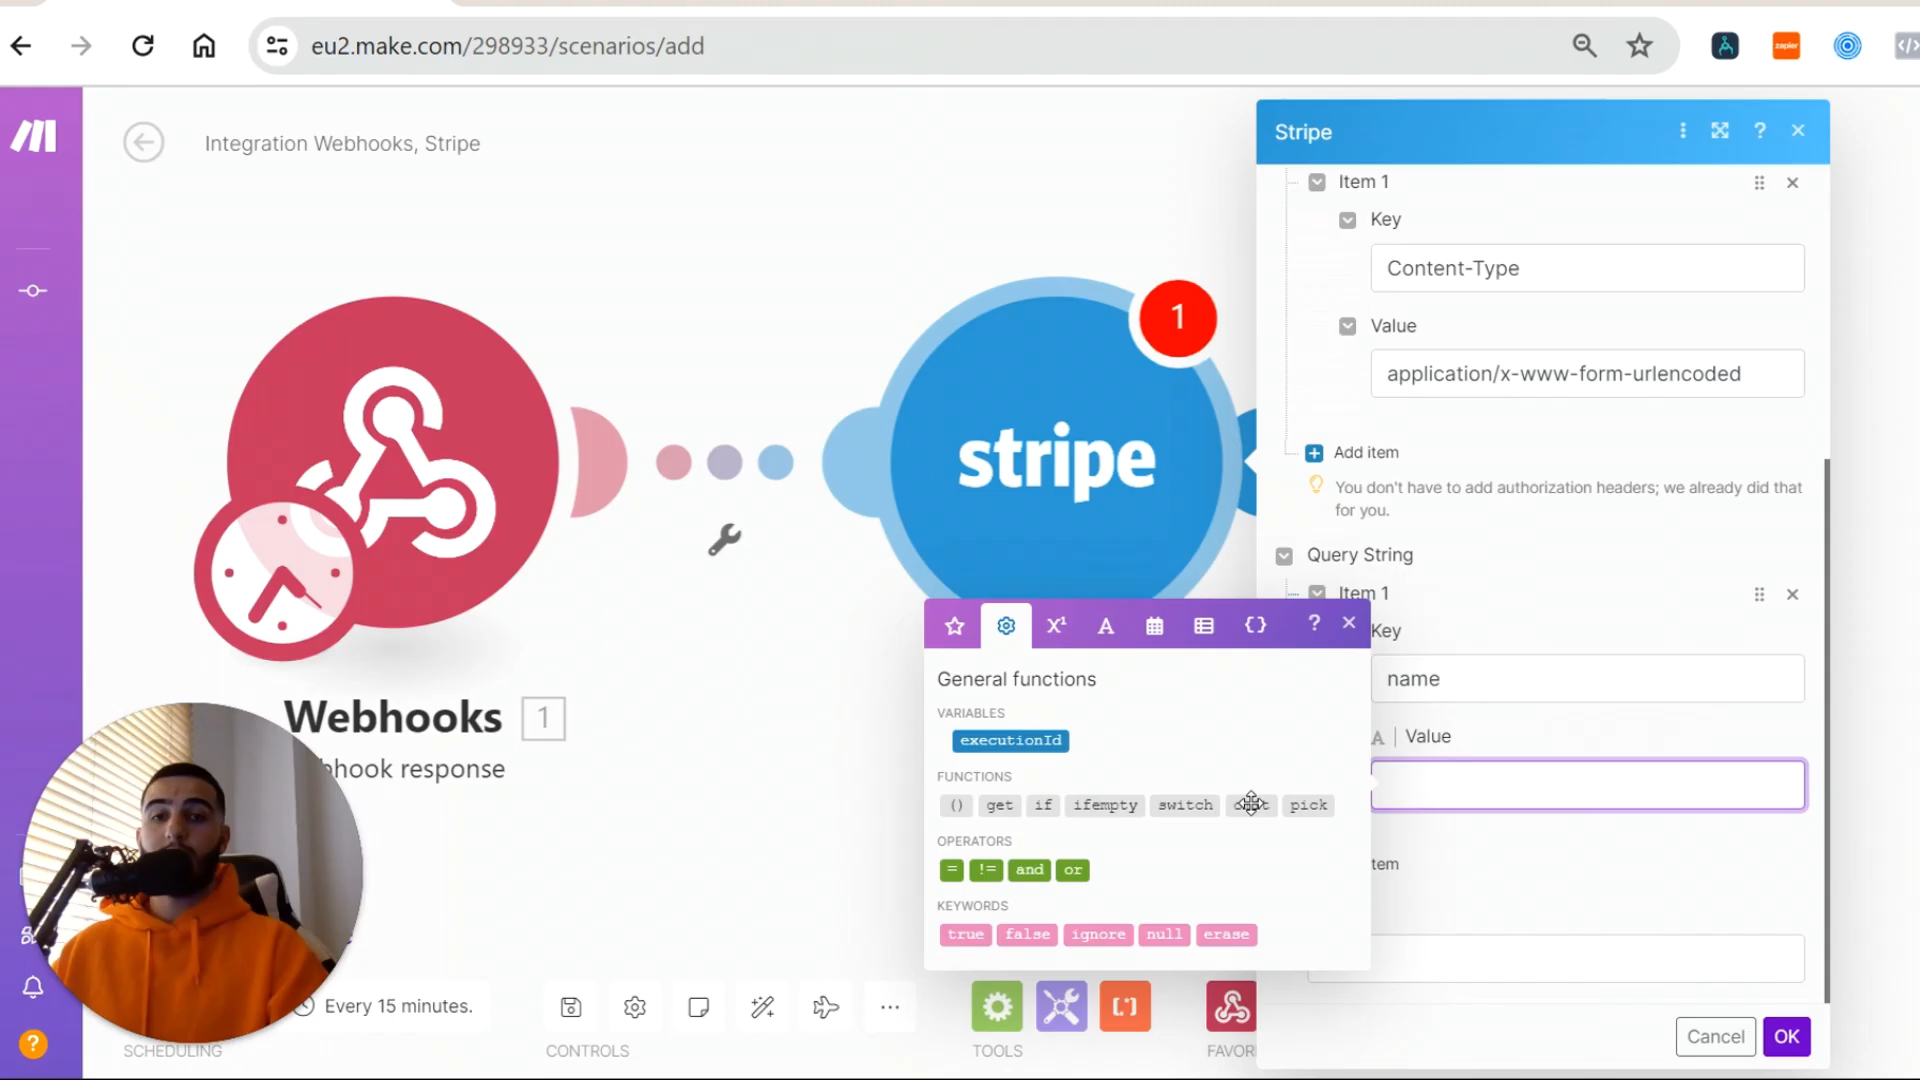 eu2.make.com/298933/scenarios/add
zapier
Integration Webhooks, Stripe
Stripe
Item 1
Key
Content-Type
Value
application/x-www-form-urlencoded
Add item
You don't have to add authorization headers; we already did that
for you.
Query String
Item 1
Key
name
Value
tem
1
stripe
Webhooks 1
hook response
General functions
VARIABLES
executionId
FUNCTIONS
() get if ifempty switch pick
OPERATORS
= != and or
KEYWORDS
true false ignore null erase
Every 15 minutes.
SCHEDULING
CONTROLS
TOOLS
FAVOR
Cancel OK